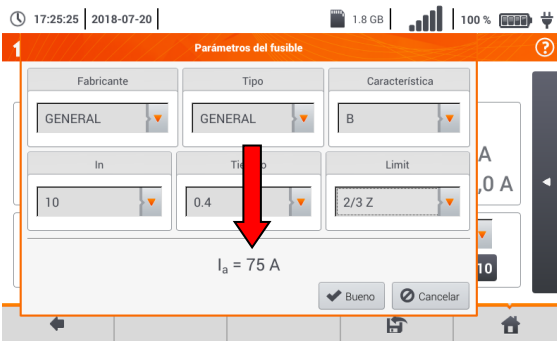 17:25:25 2018-07-20 1.8 GB 100 %
1 Parámetros del fusible ?
Fabricante Tipo Característica
GENERAL GENERAL B
In Limit
10 0.4 2/3 Z
Ia = 75 A
Bueno Cancelar
A
,0 A
10